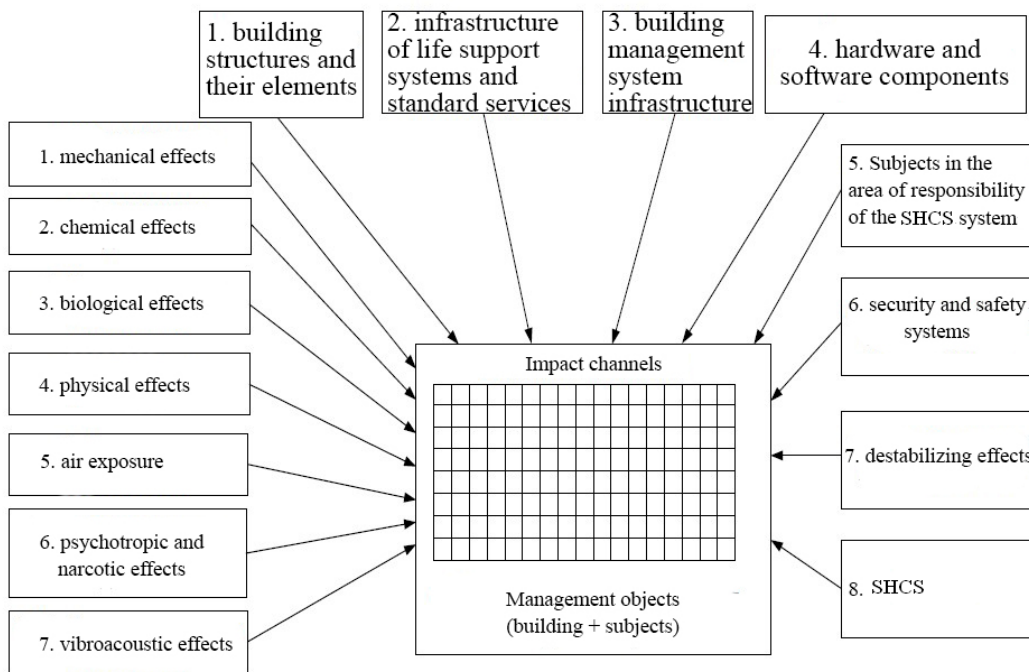 1. building
structures and
their elements
2. infrastructure
of life support
systems and
standard services
3. building
management
system
infrastructure
4. hardware and
software components
1. mechanical effects
2. chemical effects
3. biological effects
4. physical effects
5. air exposure
6. psychotropic and
narcotic effects
7. vibroacoustic effects
5. Subjects in the
area of responsibility
of the SHCS system
6. security and safety
systems
7. destabilizing effects
8. SHCS
Impact channels
Management objects
(building + subjects)